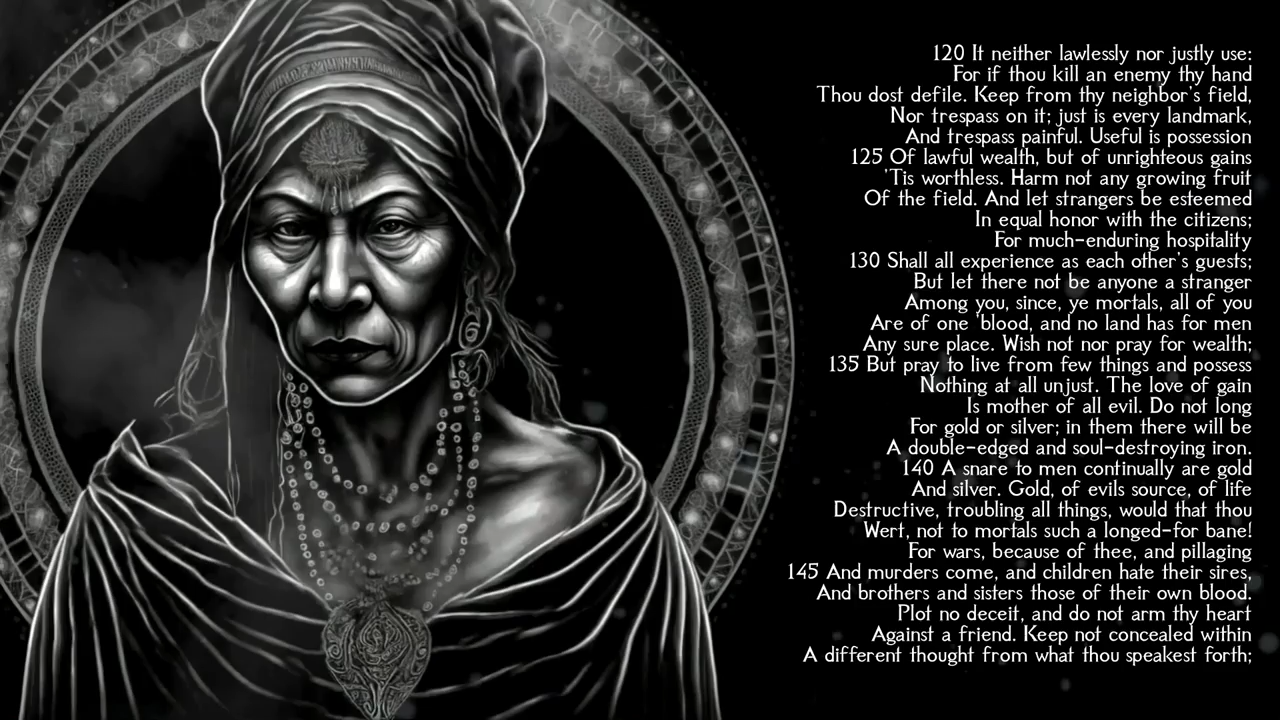 120 It neither lawlessly nor justly use:
For if thou kill an enemy thy hand
Thou dost defile. Keep from thy neighbor's field,
Nor trespass on it; just is every landmark,
And trespass painful. Useful is possession
125 Of lawful wealth, but of unrighteous gains
'Tis worthless. Harm not any growing fruit
Of the field. And let strangers be esteemed
In equal honor with the citizens;
For much-enduring hospitality
130 Shall all experience as each other's guests;
But let there not be anyone a stranger
Among you, since, ye mortals, all of you
Are of one 'blood, and no land has for men
Any sure place. Wish not nor pray for wealth;
135 But pray to live from few things and possess
Nothing at all unjust. The love of gain
Is mother of all evil. Do not long
For gold or silver; in them there will be
A double-edged and soul-destroying iron.
140 A snare to men continually are gold
And silver. Gold, of evils source, of life
Destructive, troubling all things, would that thou
Wert, not to mortals such a longed-for bane!
For wars, because of thee, and pillaging
145 And murders come, and children hate their sires,
And brothers and sisters those of their own blood.
Plot no deceit, and do not arm thy heart
Against a friend. Keep not concealed within
A different thought from what thou speakest forth;